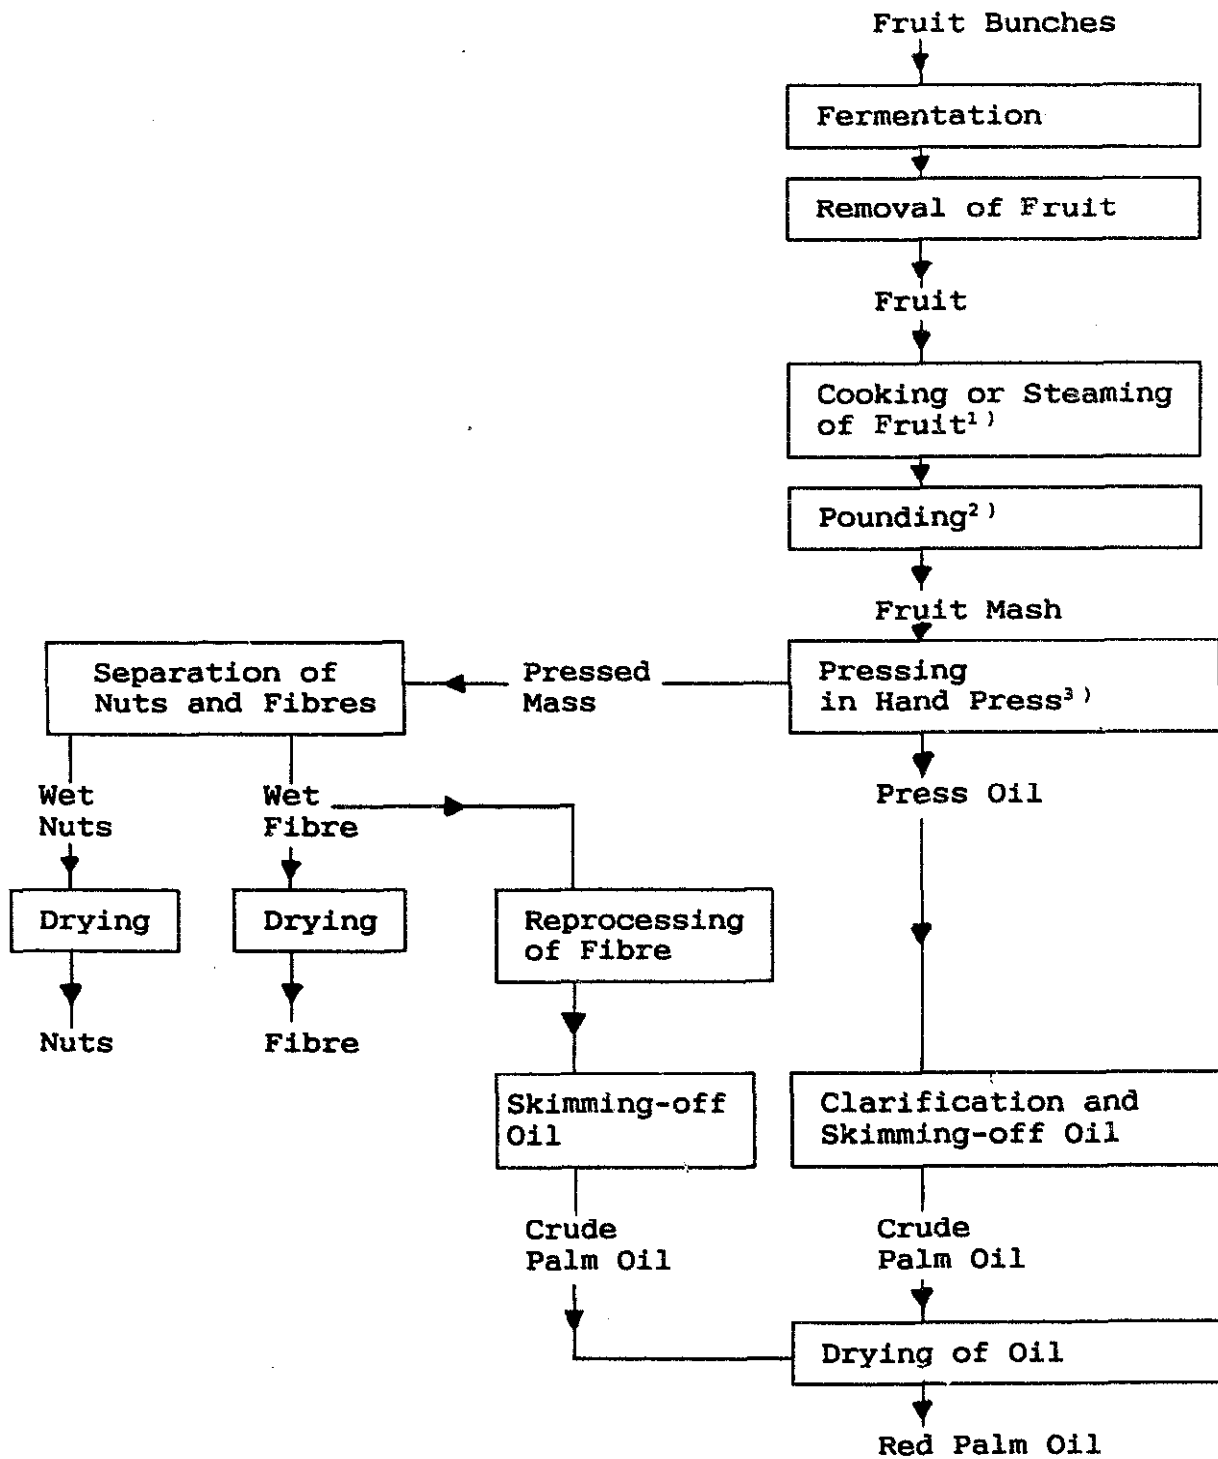 Fruit Bunches
Fermentation
Removal of Fruit
Fruit
Cooking or Steaming
of Fruit¹⁾
Pounding²⁾
Fruit Mash
Pressing
in Hand Press³⁾
Pressed
Mass
Separation of
Nuts and Fibres
Wet
Nuts
Wet
Fibre
Press Oil
Drying
Drying
Reprocessing
of Fibre
Nuts
Fibre
Skimming-off
Oil
Clarification and
Skimming-off Oil
Crude
Palm Oil
Crude
Palm Oil
Drying of Oil
Red Palm Oil